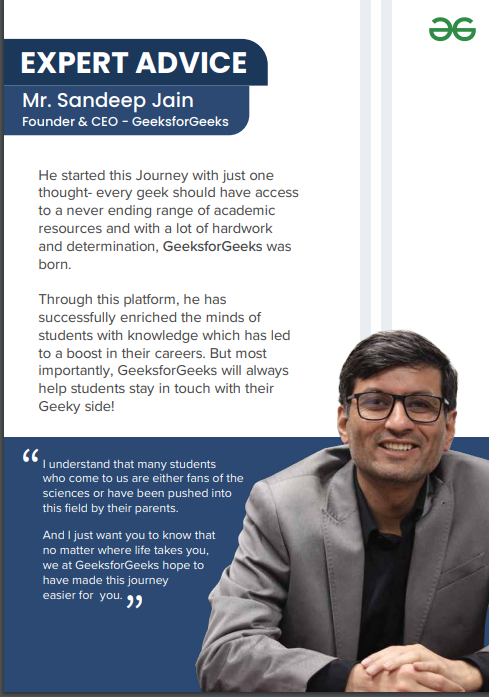 EXPERT ADVICE
Mr. Sandeep Jain
Founder & CEO - GeeksforGeeks
He started this Journey with just one
thought- every geek should have access
to a never ending range of academic
resources and with a lot of hardwork
and determination, GeeksforGeeks was
born.
Through this platform, he has
successfully enriched the minds of
students with knowledge which has led
to a boost in their careers. But most
importantly, GeeksforGeeks will always
help students stay in touch with their
Geeky side!
“ I understand that many students
who come to us are either fans of the
sciences or have been pushed into
this field by their parents.
And I just want you to know that
no matter where life takes you,
we at GeeksforGeeks hope to
have made this journey
easier for you. ”